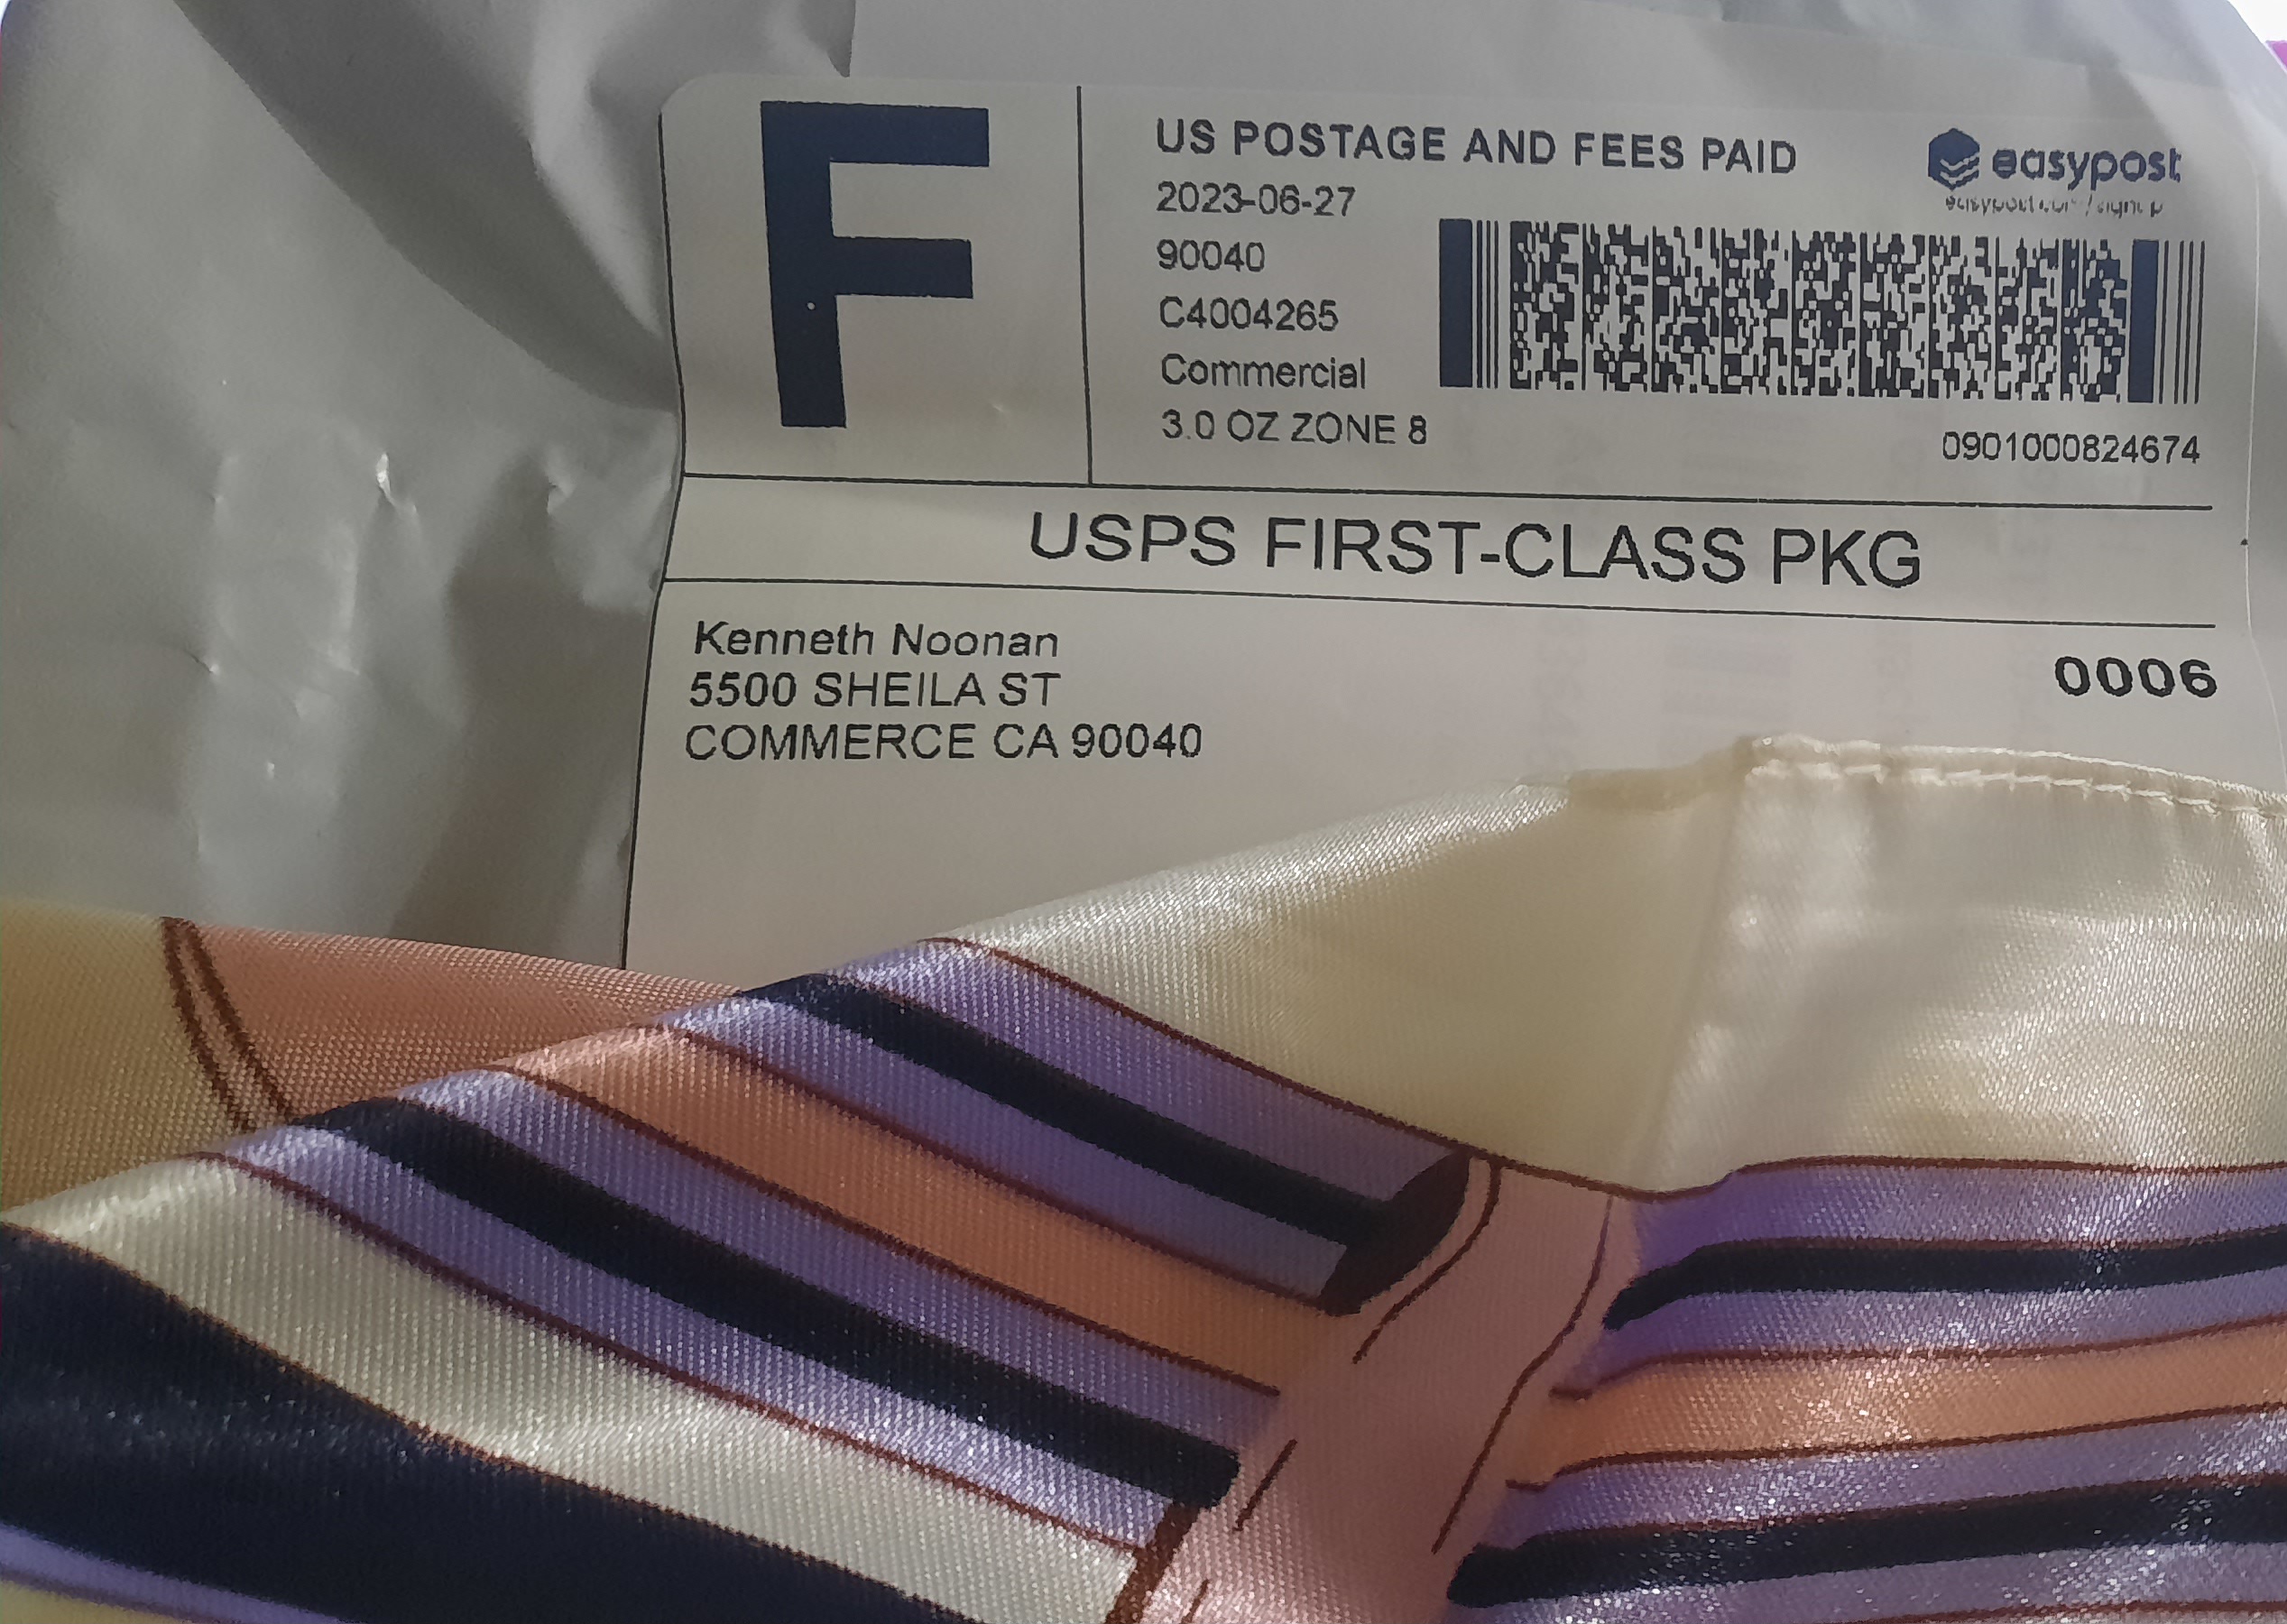 F
US POSTAGE AND FEES PAID
2023-06-27
90040
C4004265
Commercial
3.0 OZ ZONE 8
easypost
0901000824674
USPS FIRST-CLASS PKG
Kenneth Noonan
5500 SHEILA ST
COMMERCE CA 90040
0006